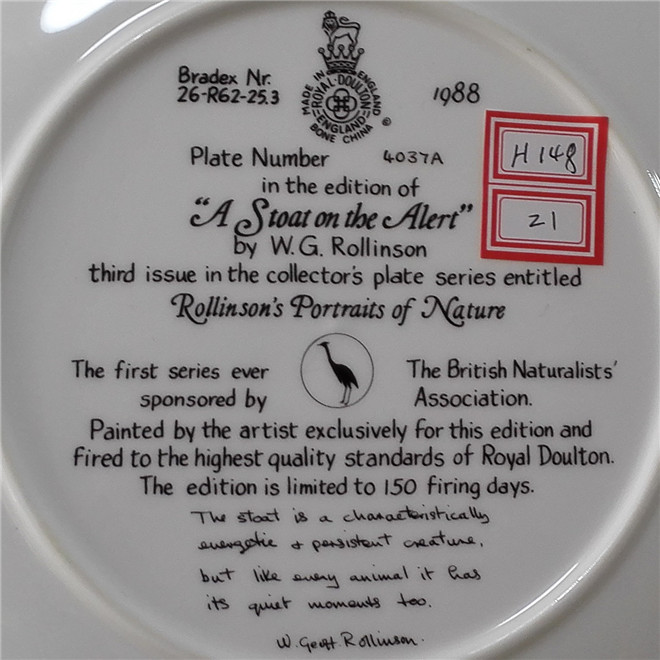 MADE IN ENGLAND
ROYAL·DOULTON
ENGLAND
BONE CHINA
©
Bradex Nr.
26-R62-25.3
1988
H 148
21
Plate Number 4037A
in the edition of
“A Stoat on the Alert”
by W.G. Rollinson
third issue in the collector's plate series entitled
Rollinson's Portraits of Nature
The first series ever
sponsored by
The British Naturalists'
Association.
Painted by the artist exclusively for this edition and
fired to the highest quality standards of Royal Doulton.
The edition is limited to 150 firing days.
The stoat is a characteristically
energetic + persistent creature,
but like every animal it has
its quiet moments too.
W. Geoff Rollinson.